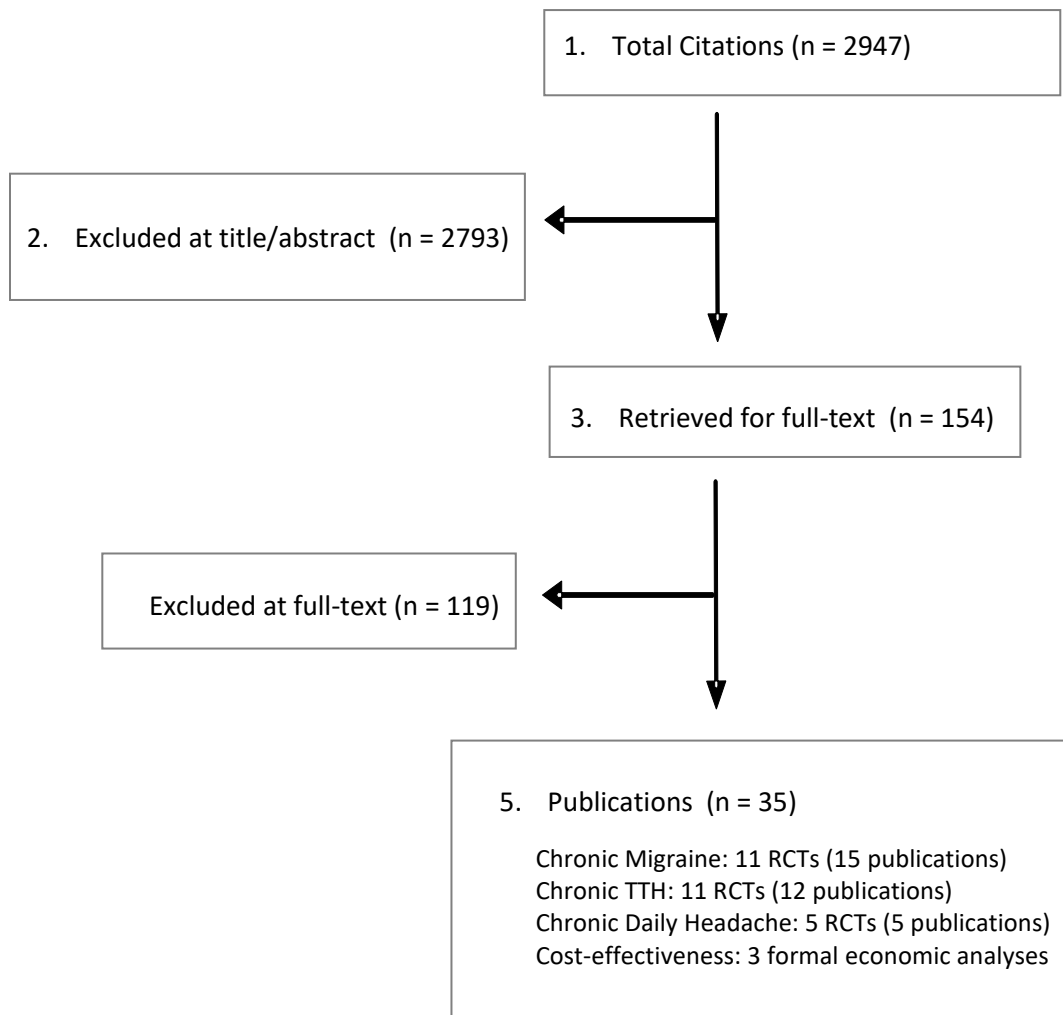 1. Total Citations (n = 2947)
2. Excluded at title/abstract (n = 2793)
3. Retrieved for full-text (n = 154)
Excluded at full-text (n = 119)
5. Publications (n = 35)
Chronic Migraine: 11 RCTs (15 publications)
Chronic TTH: 11 RCTs (12 publications)
Chronic Daily Headache: 5 RCTs (5 publications)
Cost-effectiveness: 3 formal economic analyses